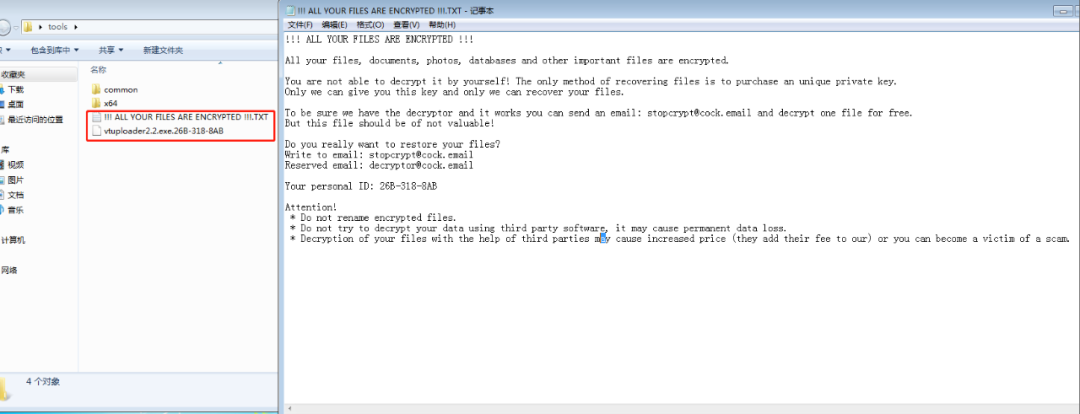 !!! ALL YOUR FILES ARE ENCRYPTED !!!.TXT - 记事本
tools
文件(F) 编辑(E) 格式(O) 查看(V) 帮助(H)
包含到库中 共享 新建文件夹
名称
收藏夹
下载
桌面
最近访问的位置
库
视频
图片
文档
音乐
计算机
网络
common
x64
!!! ALL YOUR FILES ARE ENCRYPTED !!!.TXT
vtuploader2.2.exe.26B-318-8AB
4 个对象
!!! ALL YOUR FILES ARE ENCRYPTED !!!
All your files, documents, photos, databases and other important files are encrypted.
You are not able to decrypt it by yourself! The only method of recovering files is to purchase an unique private key.
Only we can give you this key and only we can recover your files.
To be sure we have the decryptor and it works you can send an email: stopcrypt@cock.email and decrypt one file for free.
But this file should be of not valuable!
Do you really want to restore your files?
Write to email: stopcrypt@cock.email
Reserved email: decryptor@cock.email
Your personal ID: 26B-318-8AB
Attention!
* Do not rename encrypted files.
* Do not try to decrypt your data using third party software, it may cause permanent data loss.
* Decryption of your files with the help of third parties may cause increased price (they add their fee to our) or you can become a victim of a scam.